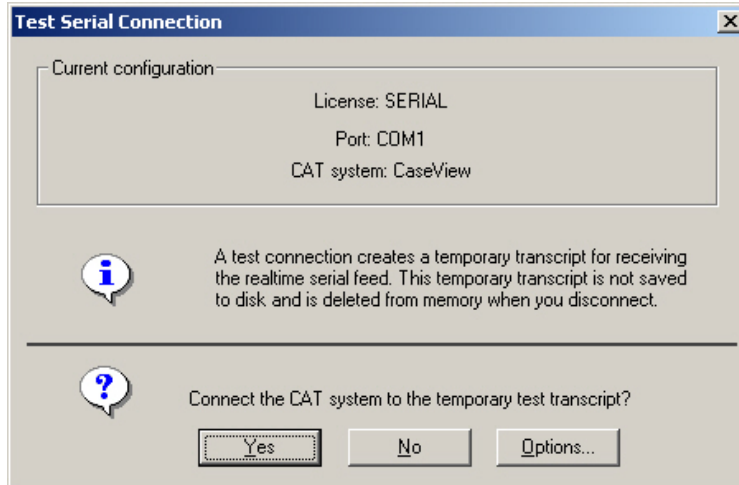 Test Serial Connection
Current configuration
License: SERIAL
Port: COM1
CAT system: CaseView
A test connection creates a temporary transcript for receiving
the realtime serial feed. This temporary transcript is not saved
to disk and is deleted from memory when you disconnect.
Connect the CAT system to the temporary test transcript?
Yes No Options...